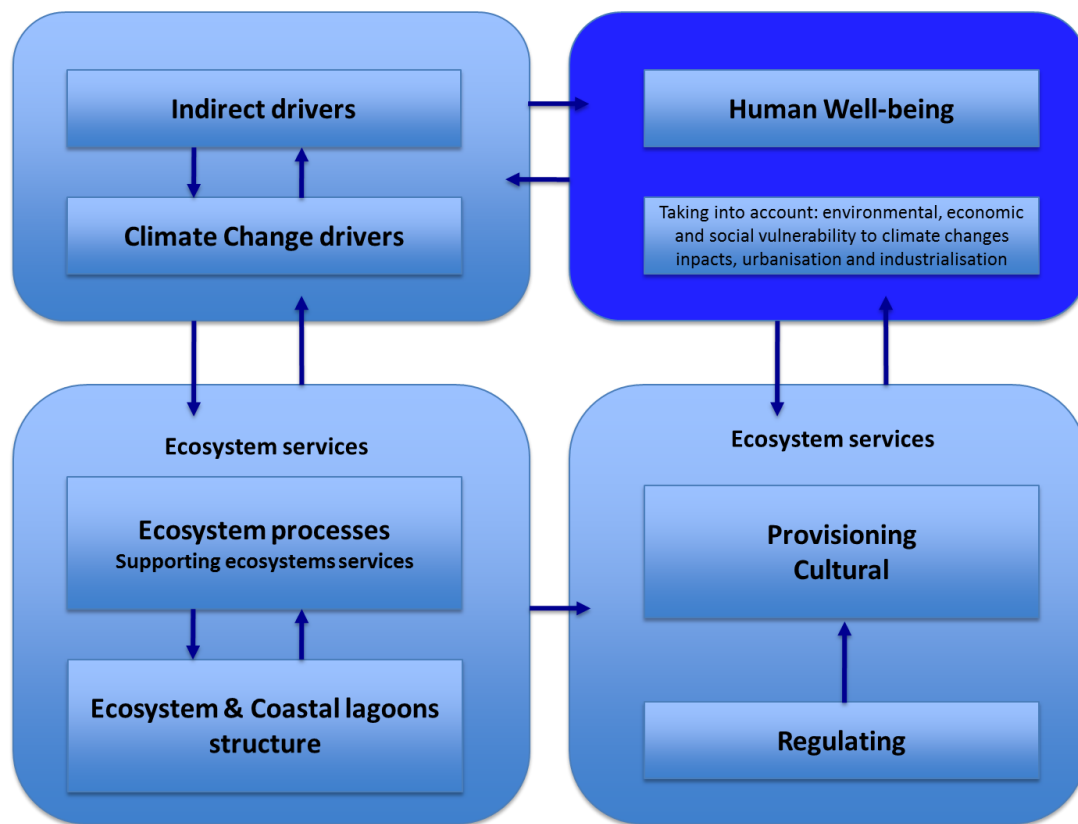 Indirect drivers
Climate Change drivers
Human Well-being
Taking into account: environmental, economic
and social vulnerability to climate changes
inpacts, urbanisation and industrialisation
Ecosystem services
Ecosystem processes
Supporting ecosystems services
Ecosystem & Coastal lagoons
structure
Ecosystem services
Provisioning
Cultural
Regulating